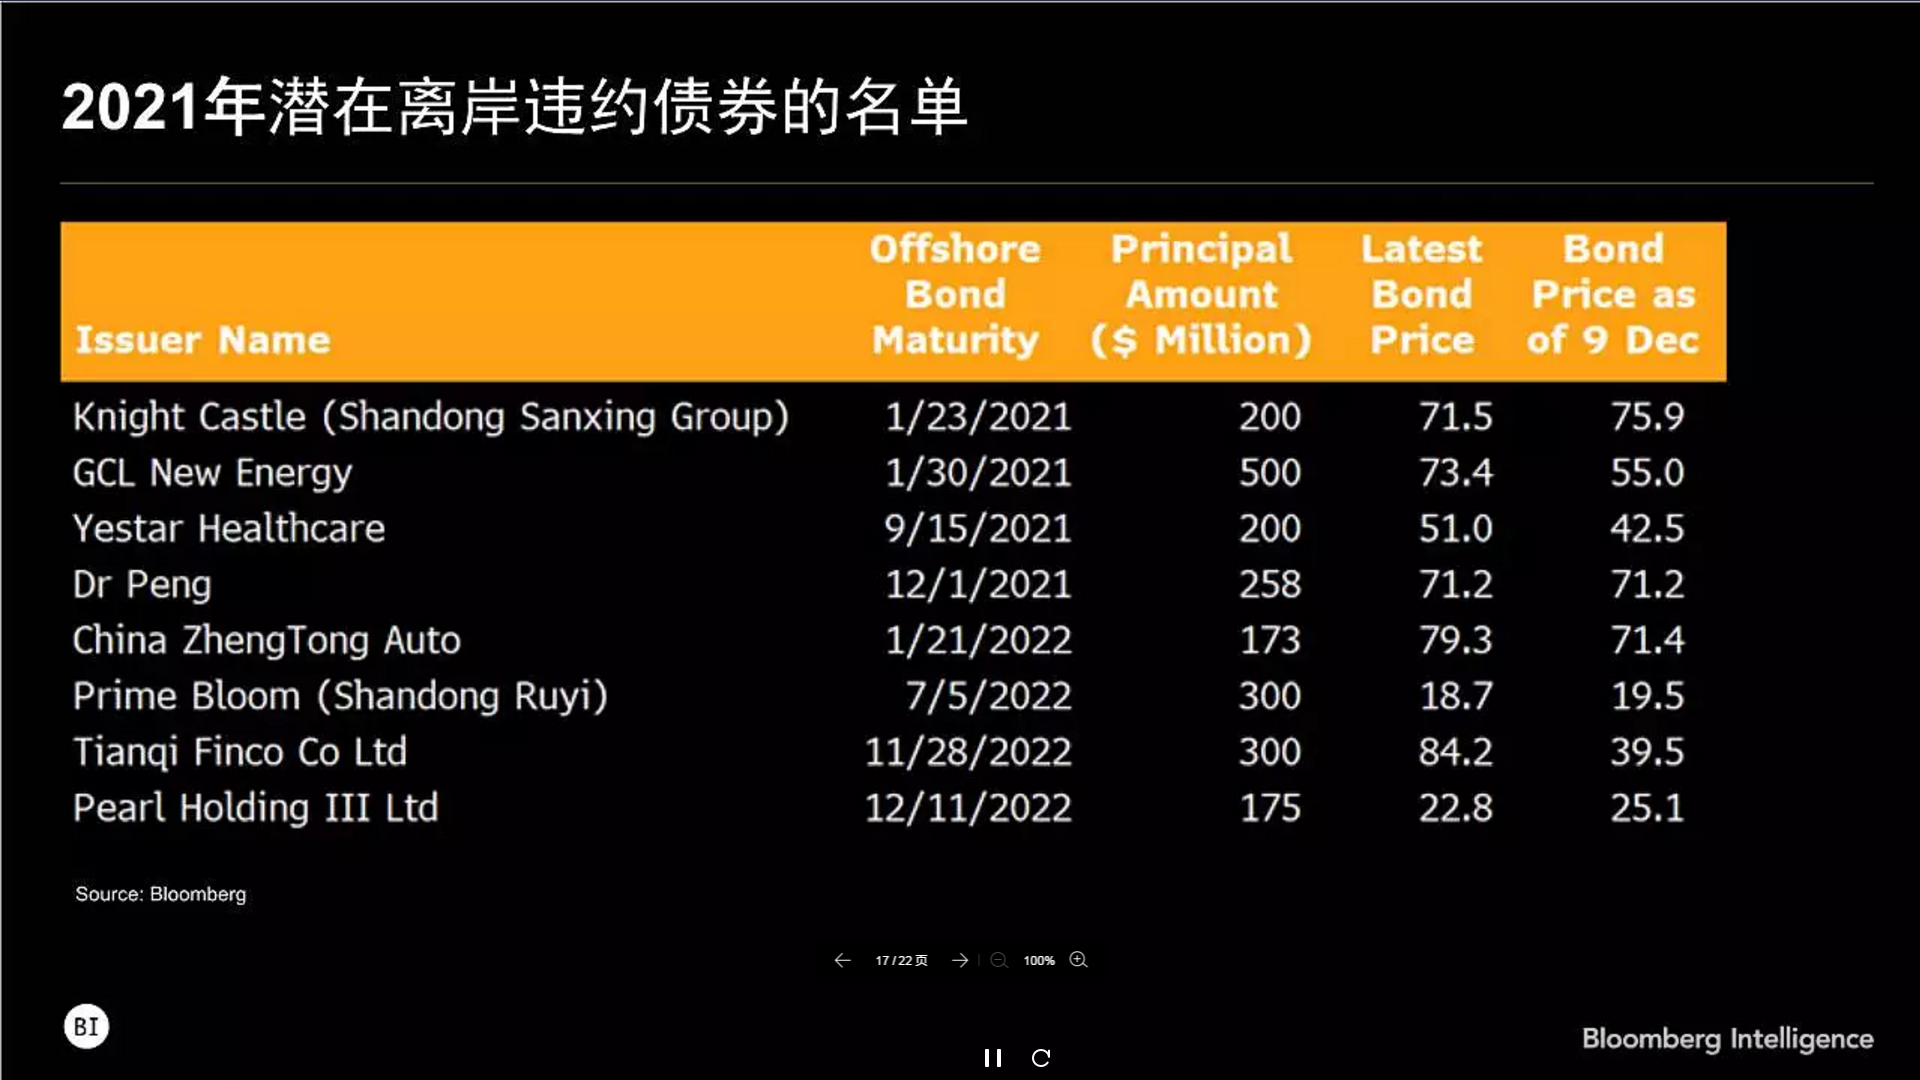 2021年潜在离岸违约债券的名单
Issuer Name | Offshore Bond Maturity | Principal Amount ($ Million) | Latest Bond Price | Bond Price as of 9 Dec
Knight Castle (Shandong Sanxing Group) 1/23/2021 200 71.5 75.9
GCL New Energy 1/30/2021 500 73.4 55.0
Yestar Healthcare 9/15/2021 200 51.0 42.5
Dr Peng 12/1/2021 258 71.2 71.2
China ZhengTong Auto 1/21/2022 173 79.3 71.4
Prime Bloom (Shandong Ruyi) 7/5/2022 300 18.7 19.5
Tianqi Finco Co Ltd 11/28/2022 300 84.2 39.5
Pearl Holding III Ltd 12/11/2022 175 22.8 25.1
Source: Bloomberg
17/22页 100%
BI
Bloomberg Intelligence